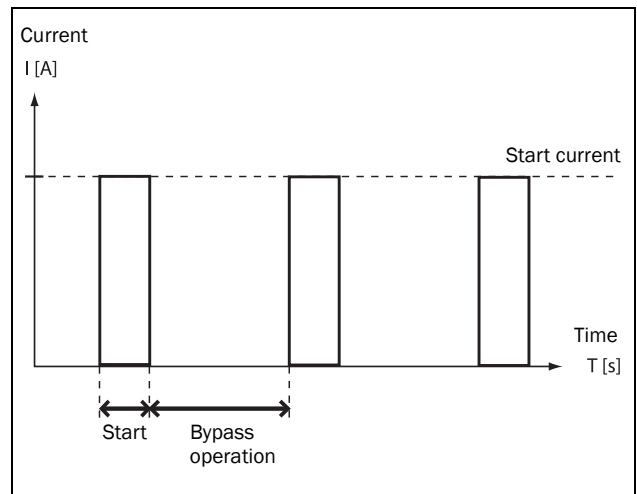 Current
I [A]
Start current
Time
T [s]
Start
Bypass
operation